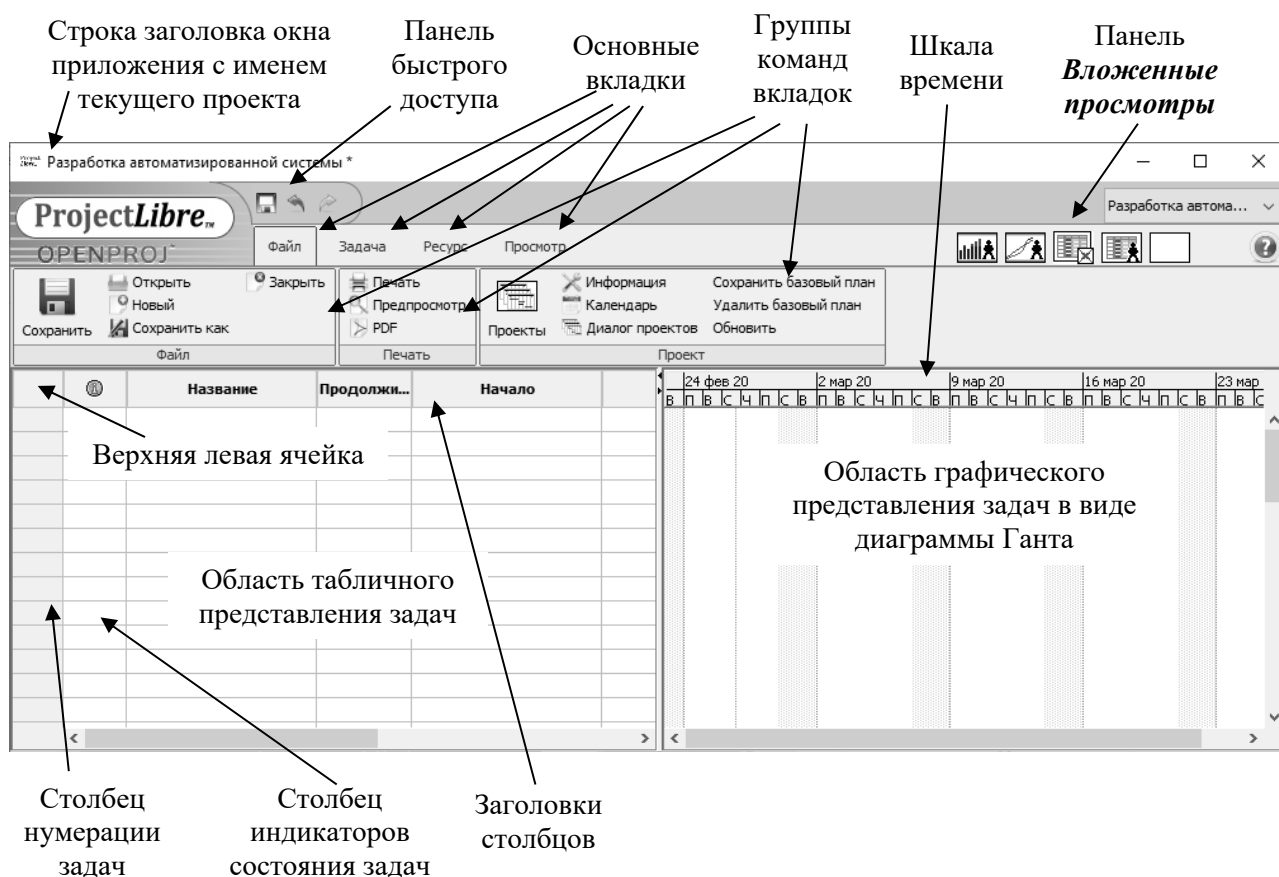 Строка заголовка окна
приложения с именем
текущего проекта
Панель
быстрого
доступа
Основные
вкладки
Группы
команд
вкладок
Шкала
времени
Панель
Вложенные
просмотры
Разработка автоматизированной системы *
ProjectLibre
OPENPROJ
Разработка автома...
Файл Задача Ресурс Просмотр
Сохранить
Открыть
Новый
Сохранить как
Закрыть
Файл
Печать
Предпросмотр
PDF
Печать
Проекты
Информация
Календарь
Диалог проектов
Сохранить базовый план
Удалить базовый план
Обновить
Проект
Название Продолжи... Начало
24 фев 20 2 мар 20 9 мар 20 16 мар 20 23 мар
В П В С Ч П С В П В С Ч П С В П В С Ч П С В П В С Ч П С В П В С
Верхняя левая ячейка
Область табличного
представления задач
Область графического
представления задач в виде
диаграммы Ганта
Столбец
нумерации
задач
Столбец
индикаторов
состояния задач
Заголовки
столбцов